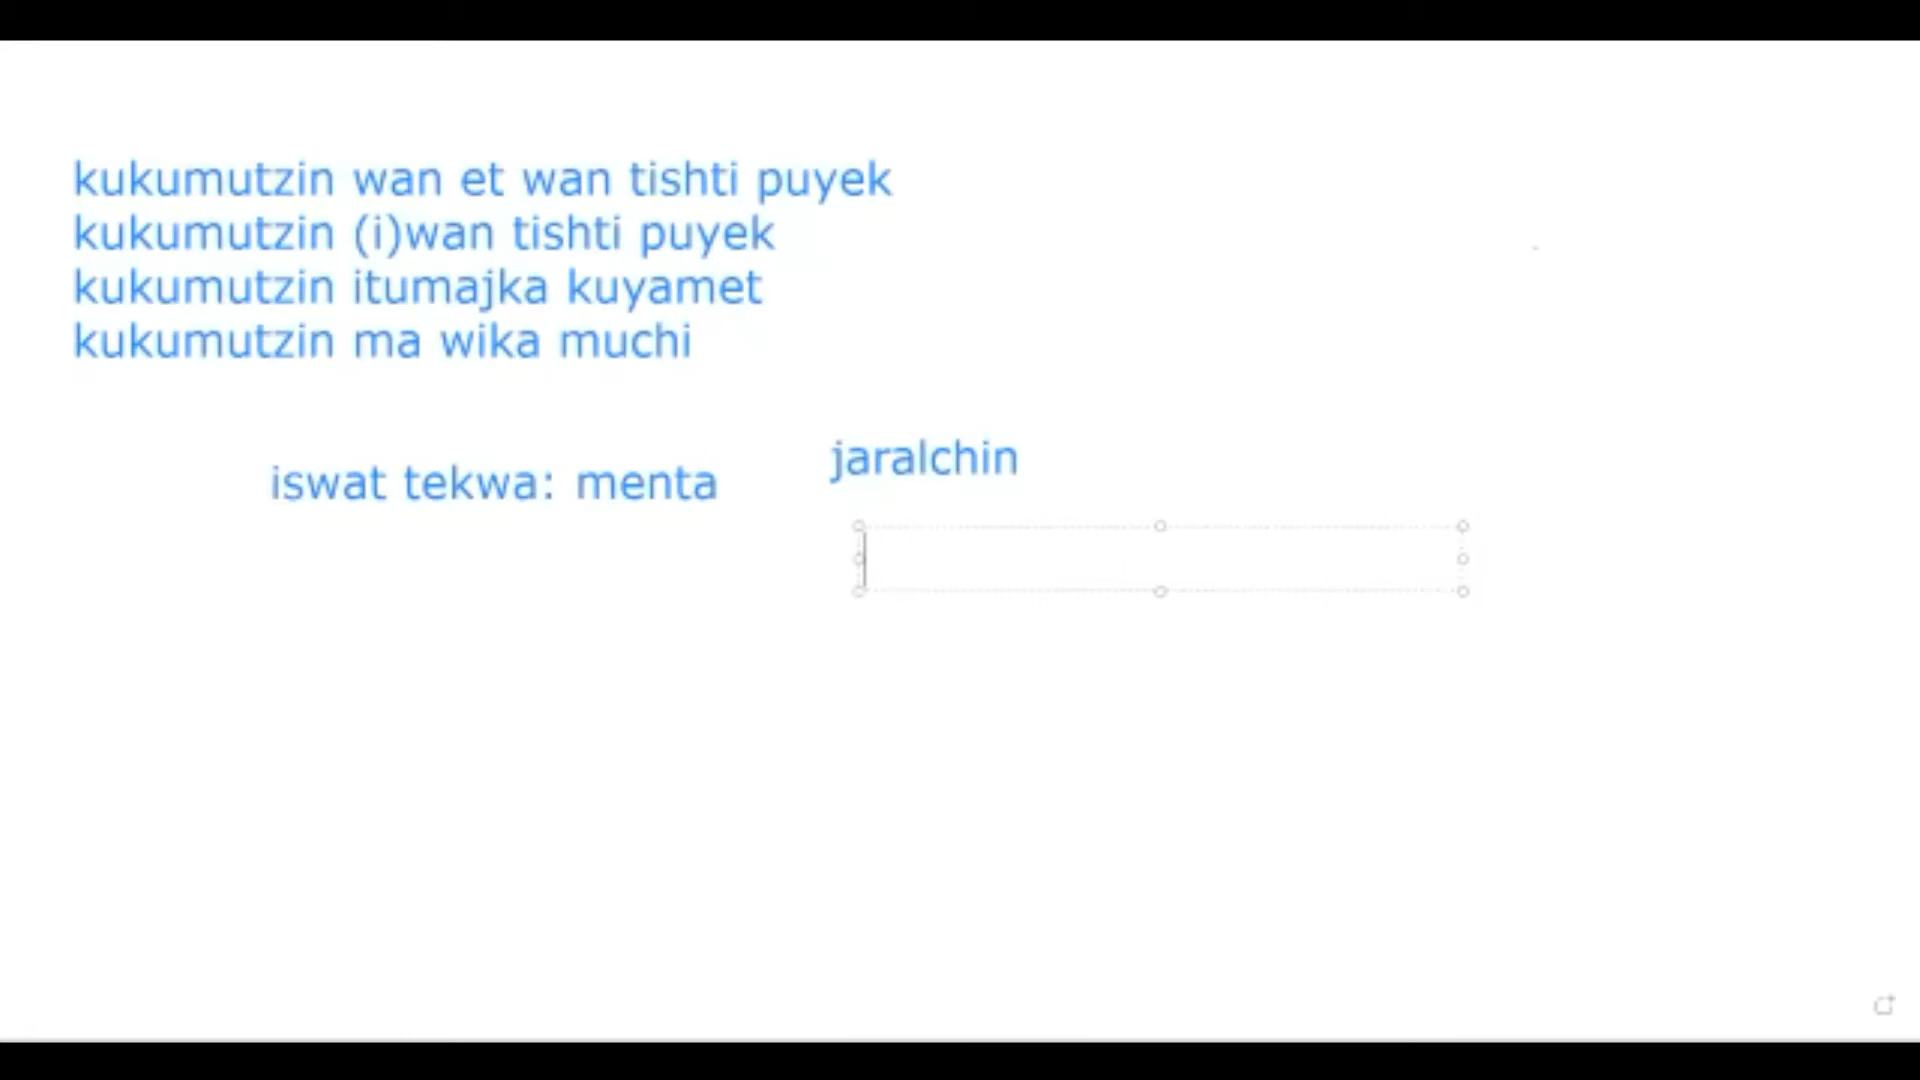 kukumutzin wan et wan tishti puyek
kukumutzin (i)wan tishti puyek
kukumutzin itumajka kuyamet
kukumutzin ma wika muchi
iswat tekwa: menta
jaralchin